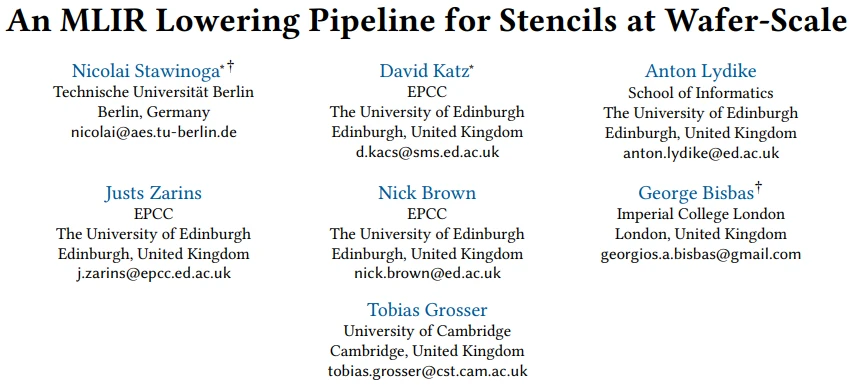 An MLIR Lowering Pipeline for Stencils at Wafer-Scale
Nicolai Stawinoga*†
Technische Universität Berlin
Berlin, Germany
nicolai@aes.tu-berlin.de
David Katz*
EPCC
The University of Edinburgh
Edinburgh, United Kingdom
d.kacs@sms.ed.ac.uk
Anton Lydike
School of Informatics
The University of Edinburgh
Edinburgh, United Kingdom
anton.lydike@ed.ac.uk
Justs Zarins
EPCC
The University of Edinburgh
Edinburgh, United Kingdom
j.zarins@epcc.ed.ac.uk
Nick Brown
EPCC
The University of Edinburgh
Edinburgh, United Kingdom
nick.brown@ed.ac.uk
George Bisbas†
Imperial College London
London, United Kingdom
georgios.a.bisbas@gmail.com
Tobias Grosser
University of Cambridge
Cambridge, United Kingdom
tobias.grosser@cst.cam.ac.uk